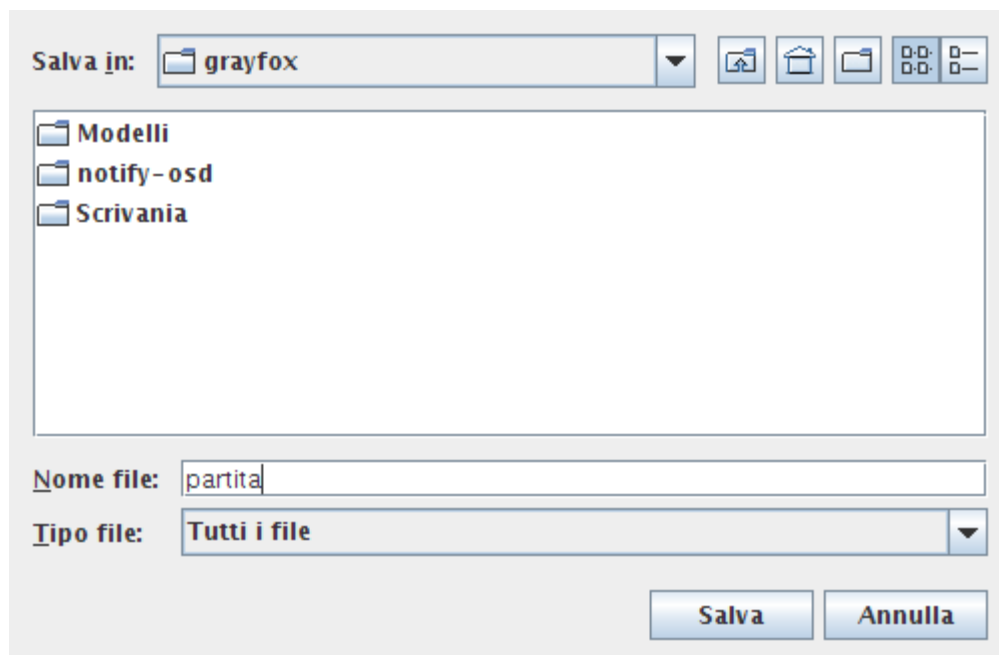 Salva in: grayfox
Modelli
notify-osd
Scrivania
Nome file: partita
Tipo file: Tutti i file
Salva Annulla